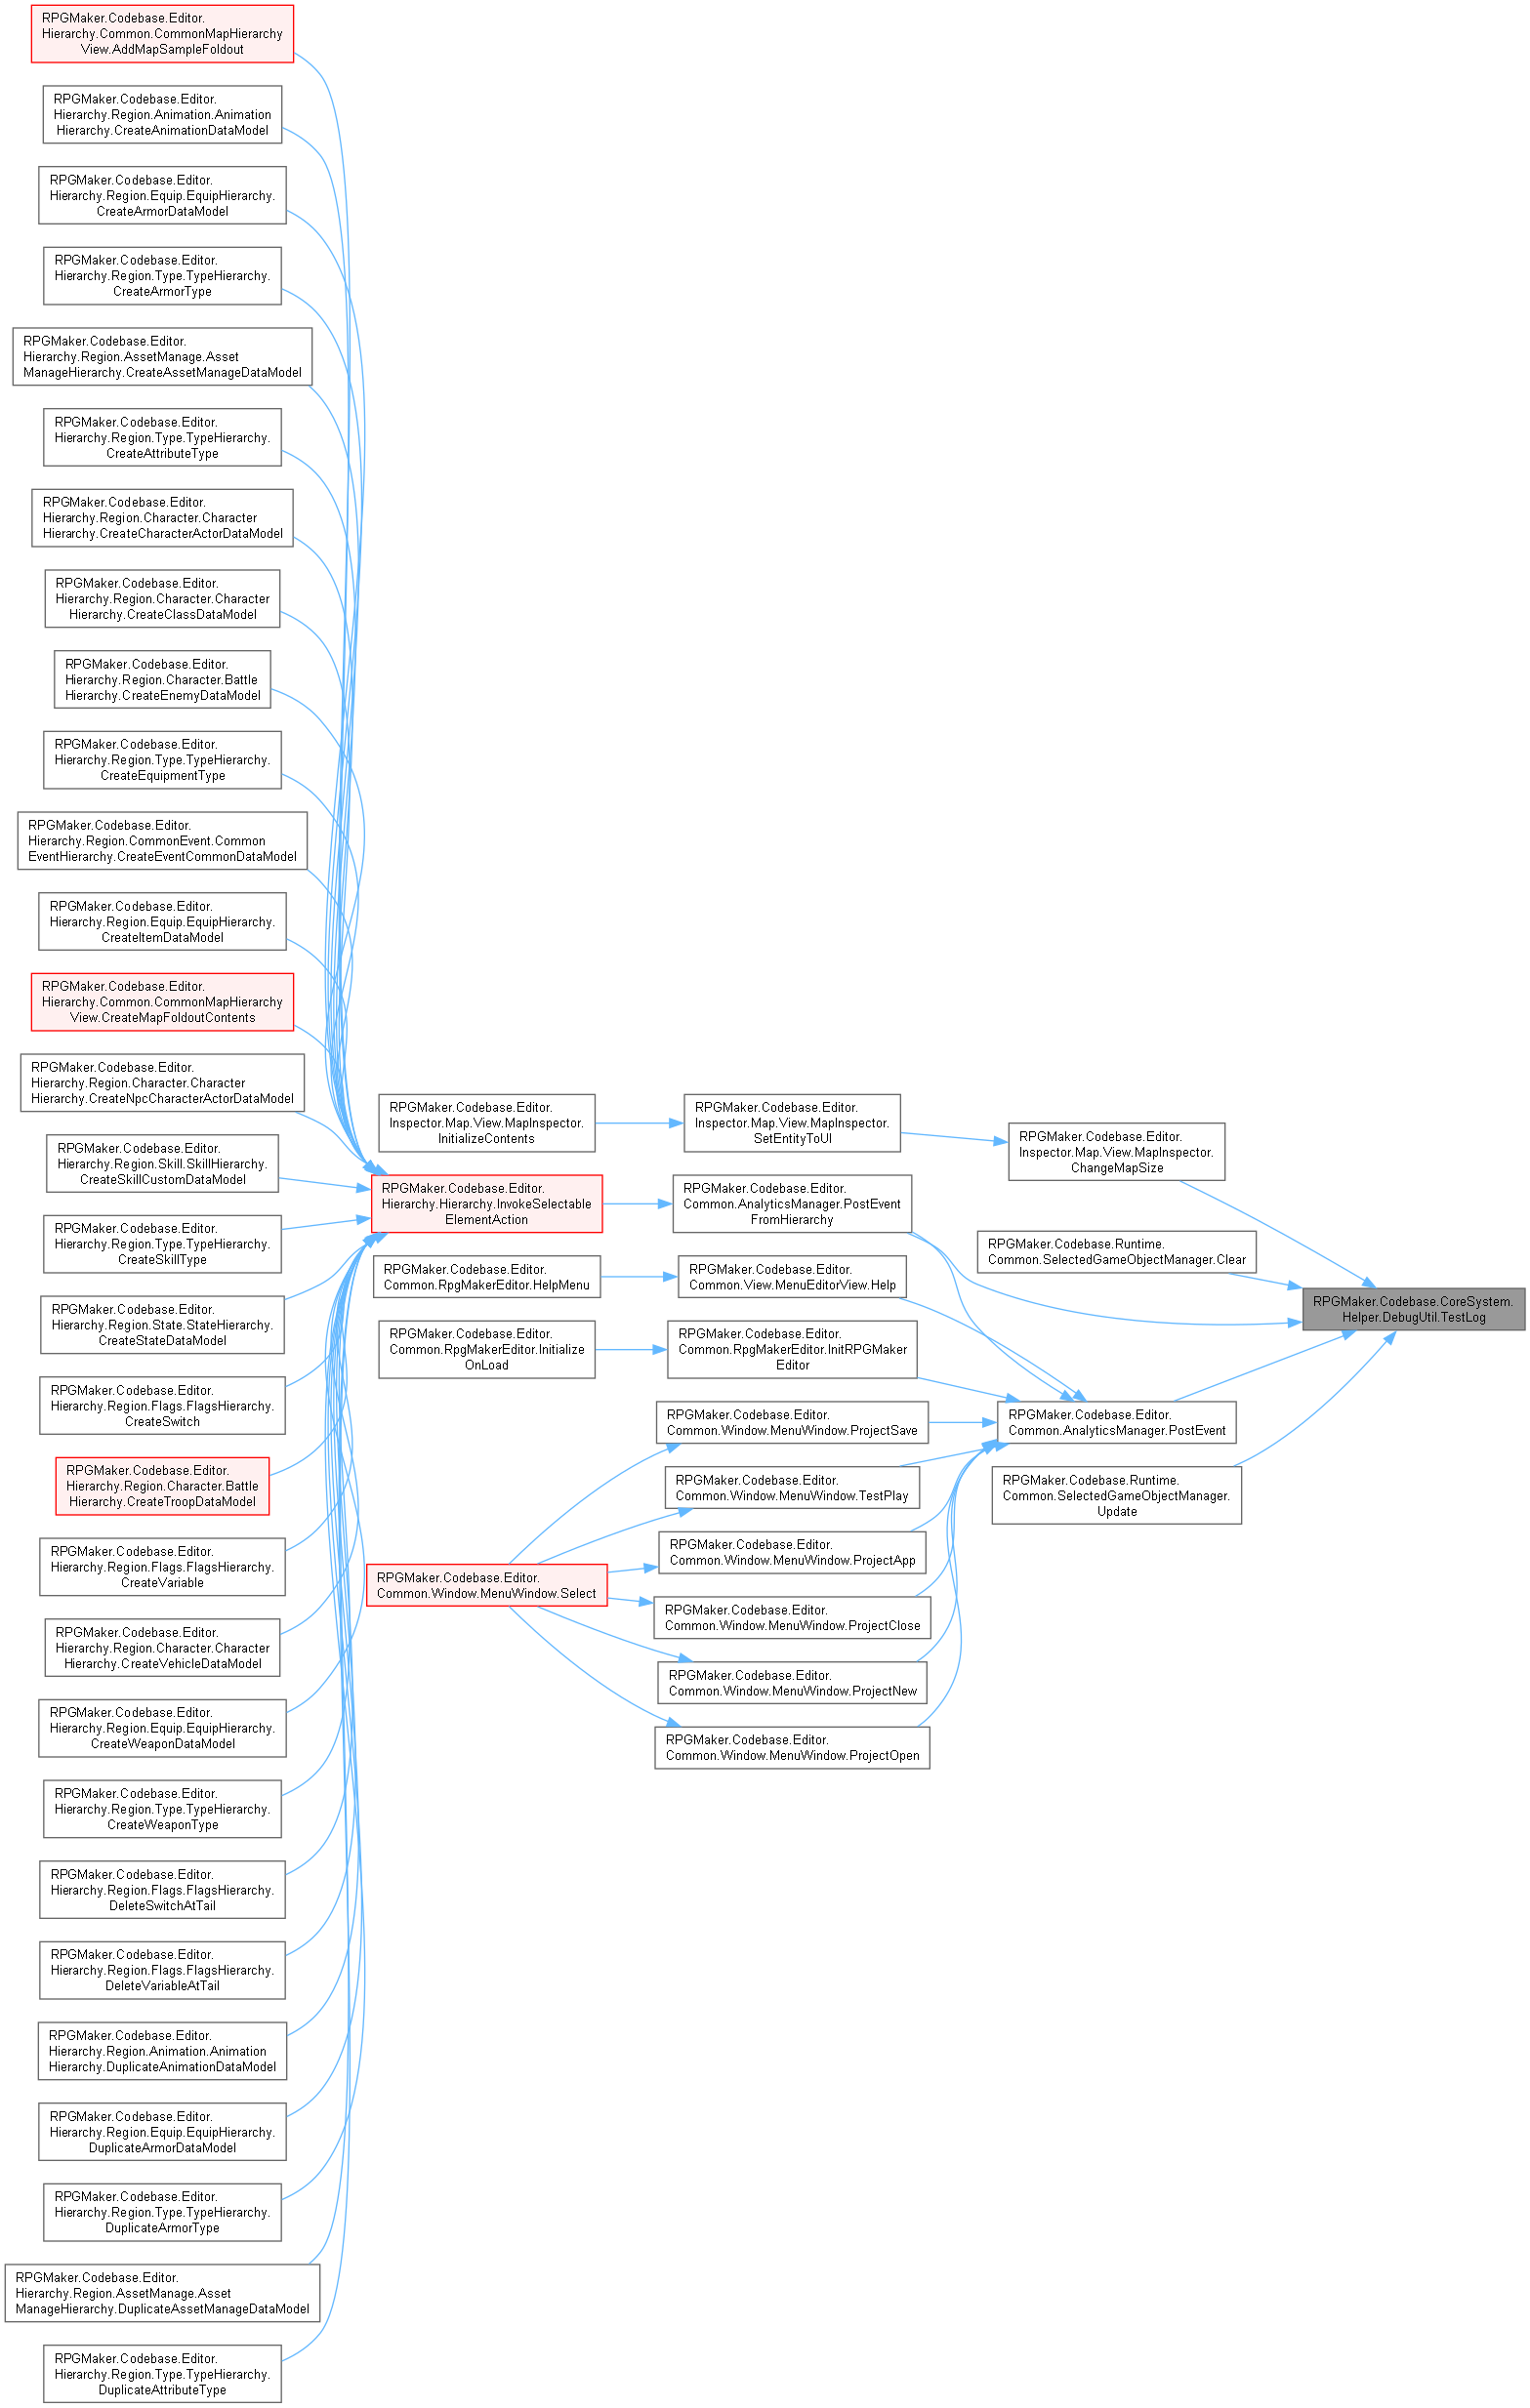 RPGMaker.Codebase.Editor.
Hierarchy.Common.CommonMapHierarchy
View.AddMapSampleFoldout
RPGMaker.Codebase.Editor.
Hierarchy.Region.Animation.Animation
Hierarchy.CreateAnimationDataModel
RPGMaker.Codebase.Editor.
Hierarchy.Region.Equip.EquipHierarchy.
CreateArmorDataModel
RPGMaker.Codebase.Editor.
Hierarchy.Region.Type.TypeHierarchy.
CreateArmorType
RPGMaker.Codebase.Editor.
Hierarchy.Region.AssetManage.Asset
ManageHierarchy.CreateAssetManageDataModel
RPGMaker.Codebase.Editor.
Hierarchy.Region.Type.TypeHierarchy.
CreateAttributeType
RPGMaker.Codebase.Editor.
Hierarchy.Region.Character.Character
Hierarchy.CreateCharacterActorDataModel
RPGMaker.Codebase.Editor.
Hierarchy.Region.Character.Character
Hierarchy.CreateClassDataModel
RPGMaker.Codebase.Editor.
Hierarchy.Region.Character.Battle
Hierarchy.CreateEnemyDataModel
RPGMaker.Codebase.Editor.
Hierarchy.Region.Type.TypeHierarchy.
CreateEquipmentType
RPGMaker.Codebase.Editor.
Hierarchy.Region.CommonEvent.Common
EventHierarchy.CreateEventCommonDataModel
RPGMaker.Codebase.Editor.
Hierarchy.Region.Equip.EquipHierarchy.
CreateItemDataModel
RPGMaker.Codebase.Editor.
Hierarchy.Common.CommonMapHierarchy
View.CreateMapFoldoutContents
RPGMaker.Codebase.Editor.
Hierarchy.Region.Character.Character
Hierarchy.CreateNpcCharacterActorDataModel
RPGMaker.Codebase.Editor.
Hierarchy.Region.Skill.SkillHierarchy.
CreateSkillCustomDataModel
RPGMaker.Codebase.Editor.
Hierarchy.Region.Type.TypeHierarchy.
CreateSkillType
RPGMaker.Codebase.Editor.
Hierarchy.Region.State.StateHierarchy.
CreateStateDataModel
RPGMaker.Codebase.Editor.
Hierarchy.Region.Flags.FlagsHierarchy.
CreateSwitch
RPGMaker.Codebase.Editor.
Hierarchy.Region.Character.Battle
Hierarchy.CreateTroopDataModel
RPGMaker.Codebase.Editor.
Hierarchy.Region.Flags.FlagsHierarchy.
CreateVariable
RPGMaker.Codebase.Editor.
Hierarchy.Region.Character.Character
Hierarchy.CreateVehicleDataModel
RPGMaker.Codebase.Editor.
Hierarchy.Region.Equip.EquipHierarchy.
CreateWeaponDataModel
RPGMaker.Codebase.Editor.
Hierarchy.Region.Type.TypeHierarchy.
CreateWeaponType
RPGMaker.Codebase.Editor.
Hierarchy.Region.Flags.FlagsHierarchy.
DeleteSwitchAtTail
RPGMaker.Codebase.Editor.
Hierarchy.Region.Flags.FlagsHierarchy.
DeleteVariableAtTail
RPGMaker.Codebase.Editor.
Hierarchy.Region.Animation.Animation
Hierarchy.DuplicateAnimationDataModel
RPGMaker.Codebase.Editor.
Hierarchy.Region.Equip.EquipHierarchy.
DuplicateArmorDataModel
RPGMaker.Codebase.Editor.
Hierarchy.Region.Type.TypeHierarchy.
DuplicateArmorType
RPGMaker.Codebase.Editor.
Hierarchy.Region.AssetManage.Asset
ManageHierarchy.DuplicateAssetManageDataModel
RPGMaker.Codebase.Editor.
Hierarchy.Region.Type.TypeHierarchy.
DuplicateAttributeType
RPGMaker.Codebase.Editor.
Inspector.Map.View.MapInspector.
InitializeContents
RPGMaker.Codebase.Editor.
Hierarchy.Hierarchy.InvokeSelectable
ElementAction
RPGMaker.Codebase.Editor.
Common.RpgMakerEditor.HelpMenu
RPGMaker.Codebase.Editor.
Common.RpgMakerEditor.Initialize
OnLoad
RPGMaker.Codebase.Editor.
Common.Window.MenuWindow.Select
RPGMaker.Codebase.Editor.
Inspector.Map.View.MapInspector.
SetEntityToUI
RPGMaker.Codebase.Editor.
Common.AnalyticsManager.PostEvent
FromHierarchy
RPGMaker.Codebase.Editor.
Common.View.MenuEditorView.Help
RPGMaker.Codebase.Editor.
Common.RpgMakerEditor.InitRPGMaker
Editor
RPGMaker.Codebase.Editor.
Common.Window.MenuWindow.ProjectSave
RPGMaker.Codebase.Editor.
Common.Window.MenuWindow.TestPlay
RPGMaker.Codebase.Editor.
Common.Window.MenuWindow.ProjectApp
RPGMaker.Codebase.Editor.
Common.Window.MenuWindow.ProjectClose
RPGMaker.Codebase.Editor.
Common.Window.MenuWindow.ProjectNew
RPGMaker.Codebase.Editor.
Common.Window.MenuWindow.ProjectOpen
RPGMaker.Codebase.Editor.
Inspector.Map.View.MapInspector.
ChangeMapSize
RPGMaker.Codebase.Runtime.
Common.SelectedGameObjectManager.Clear
RPGMaker.Codebase.Editor.
Common.AnalyticsManager.PostEvent
RPGMaker.Codebase.Runtime.
Common.SelectedGameObjectManager.
Update
RPGMaker.Codebase.CoreSystem.
Helper.DebugUtil.TestLog